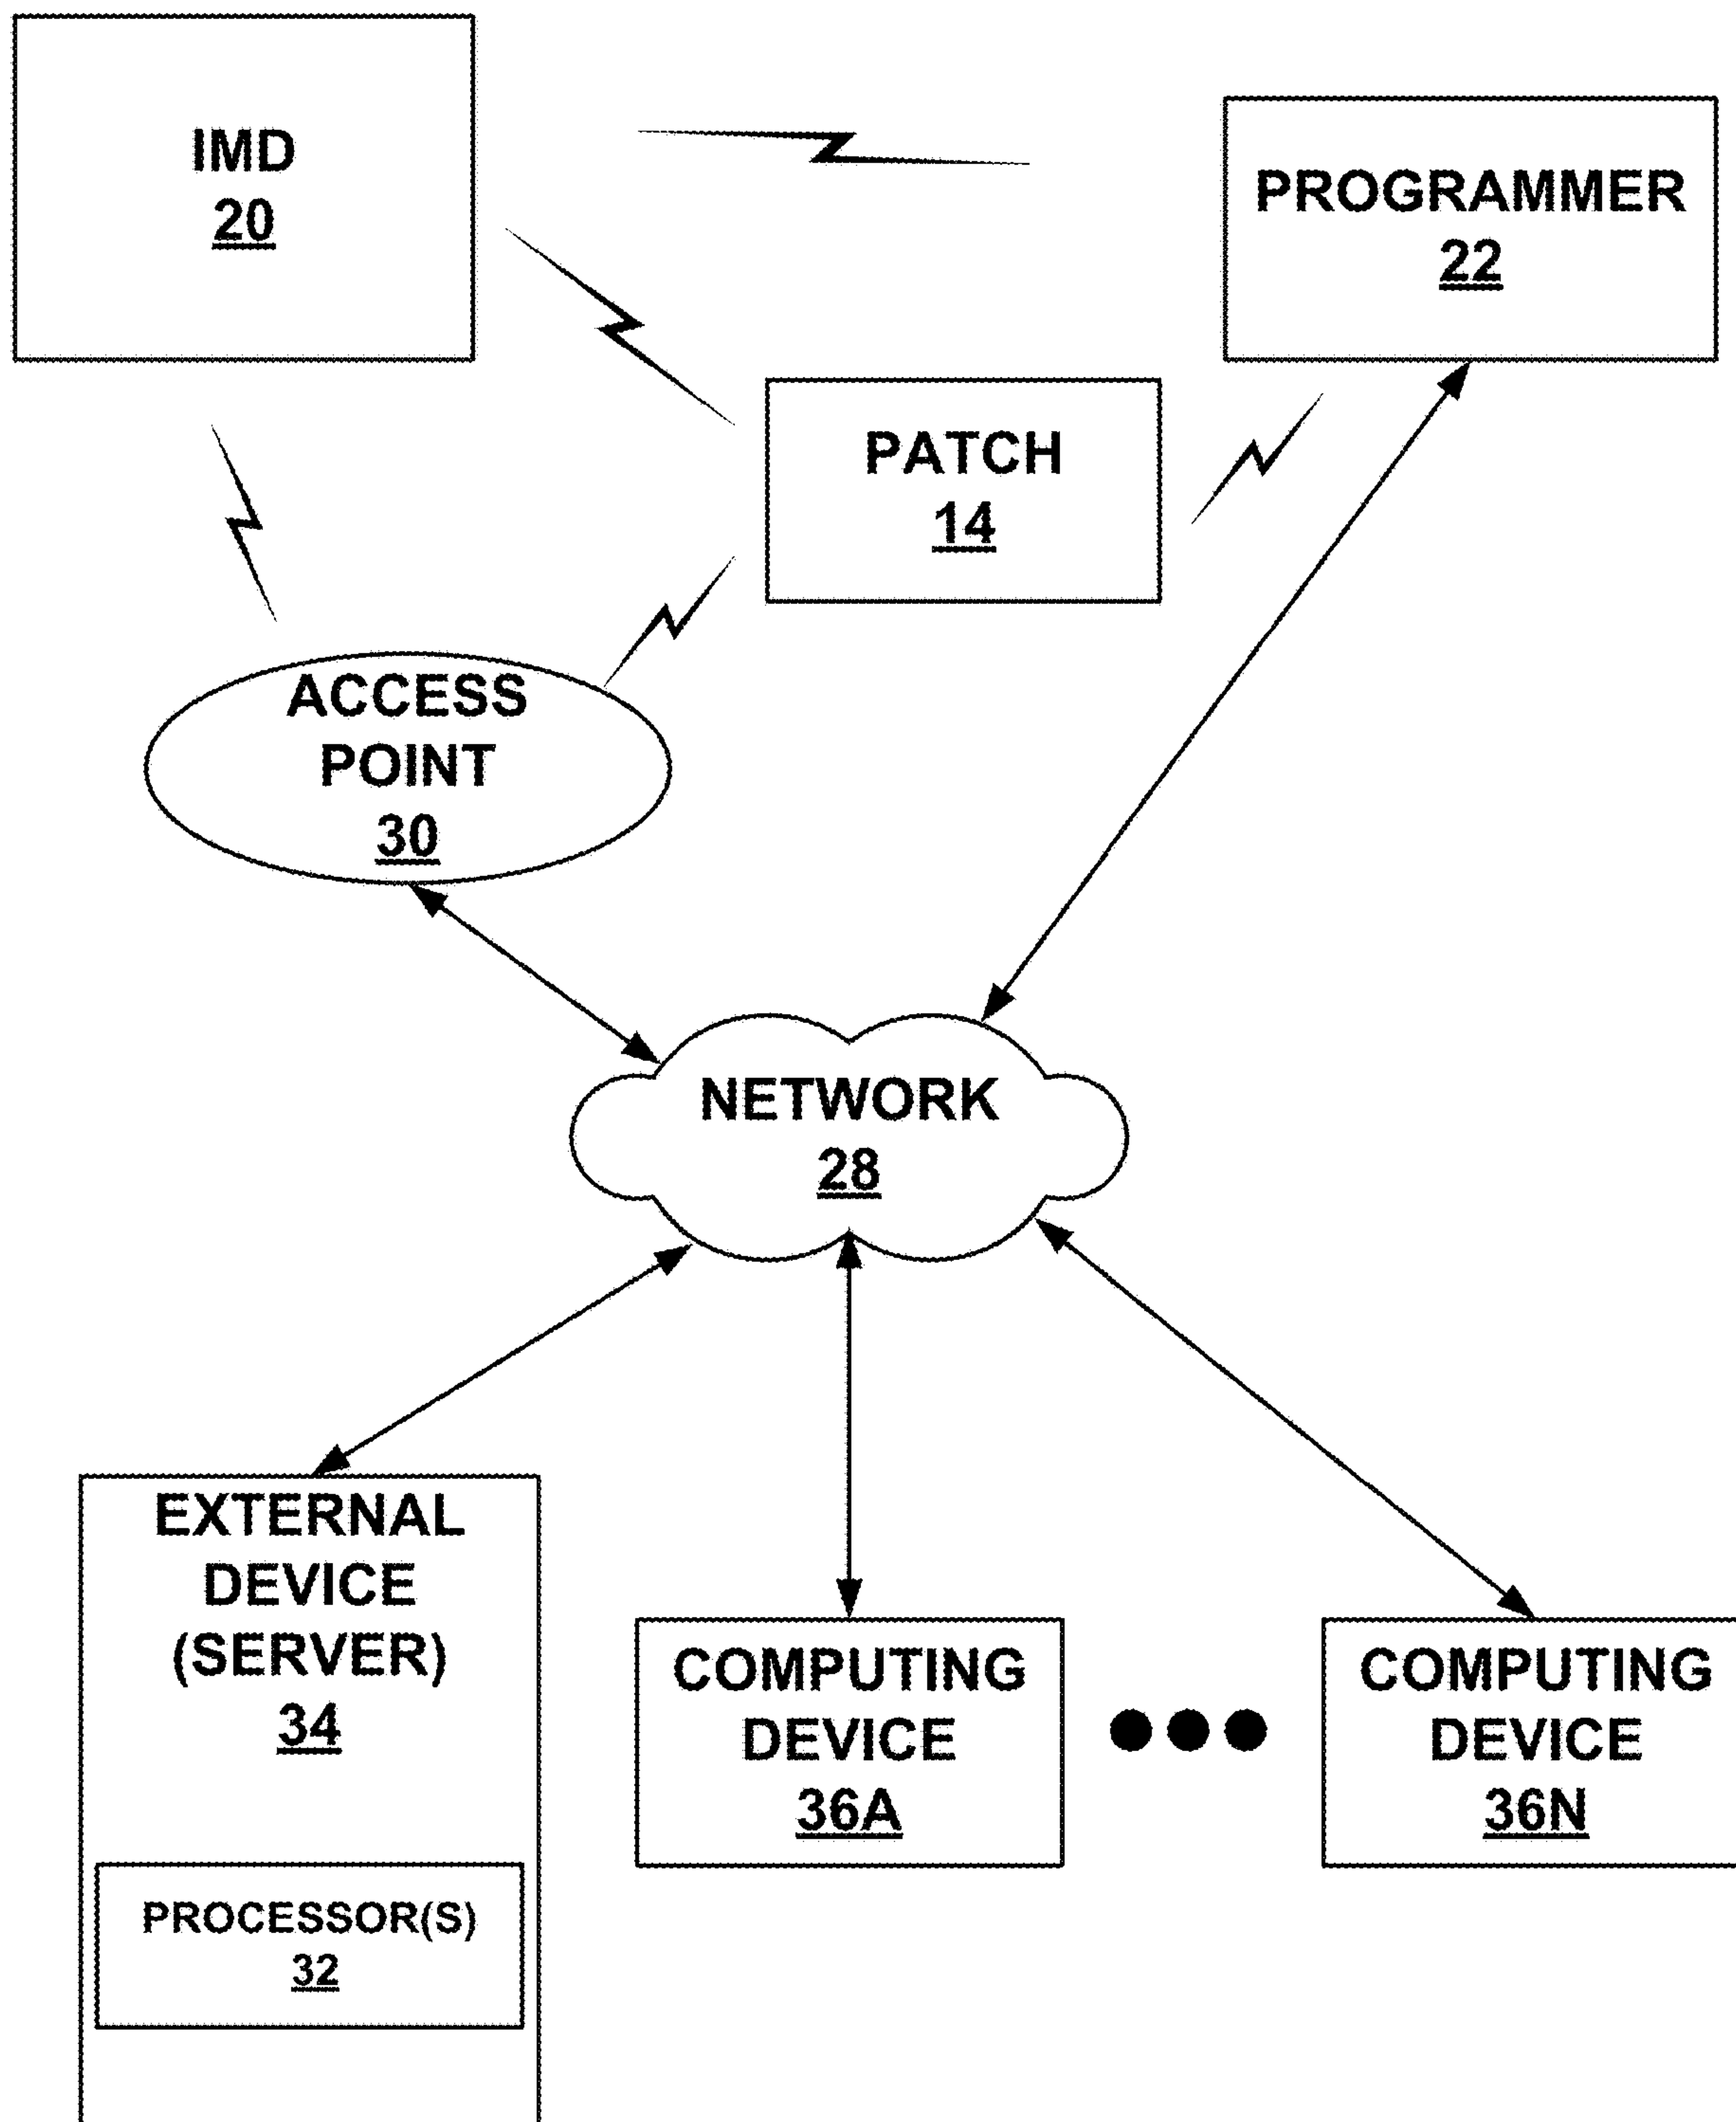 IMD
20
PROGRAMMER
22
PATCH
14
ACCESS
POINT
30
NETWORK
28
EXTERNAL
DEVICE
(SERVER)
34
PROCESSOR(S)
32
COMPUTING
DEVICE
36A
COMPUTING
DEVICE
36N